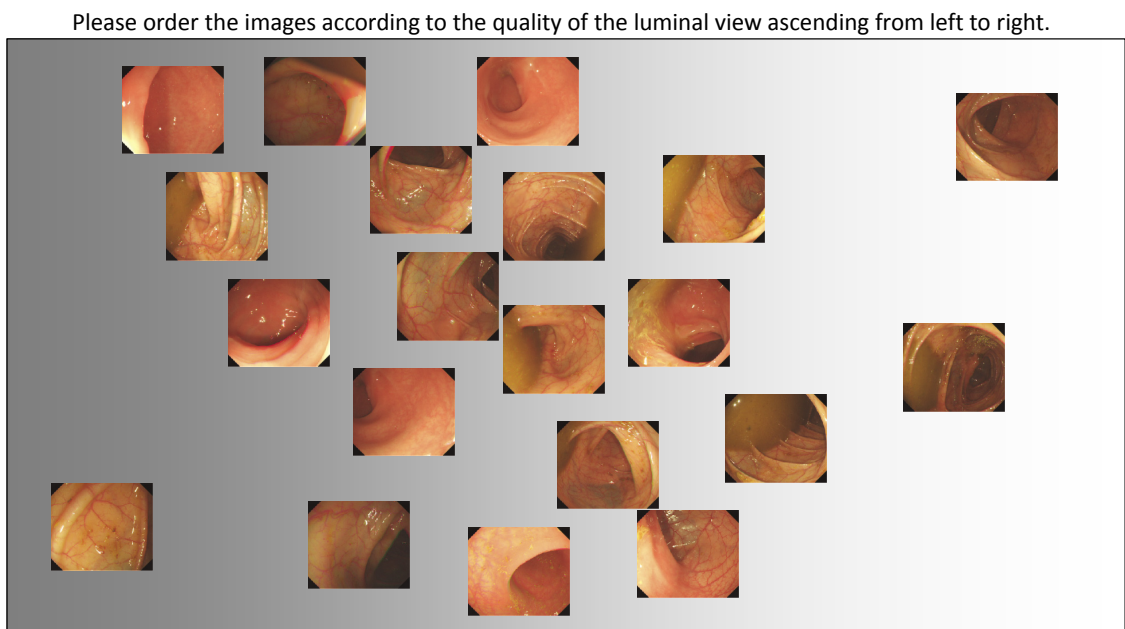 Please order the images according to the quality of the luminal view ascending from left to right.